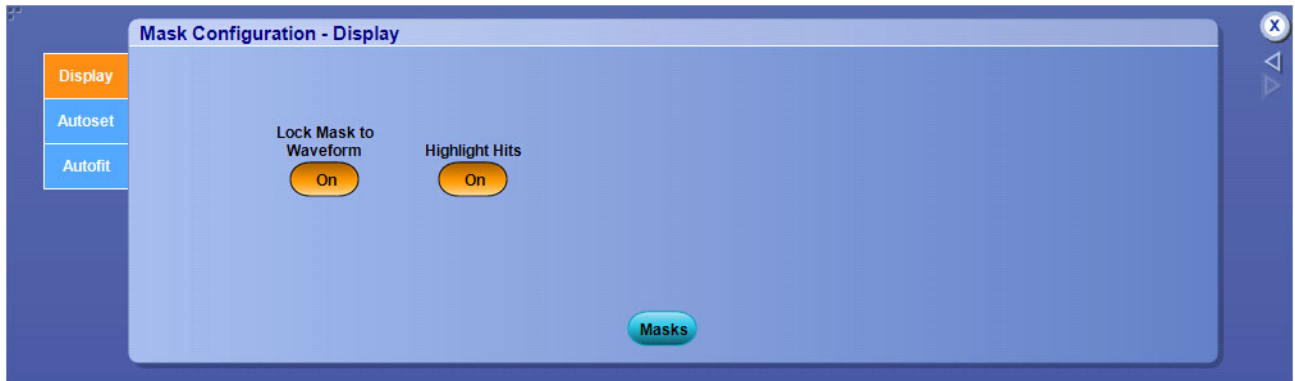 Mask Configuration - Display
X
Display
Autoset
Autofit
Lock Mask to
Waveform
On
Highlight Hits
On
Masks